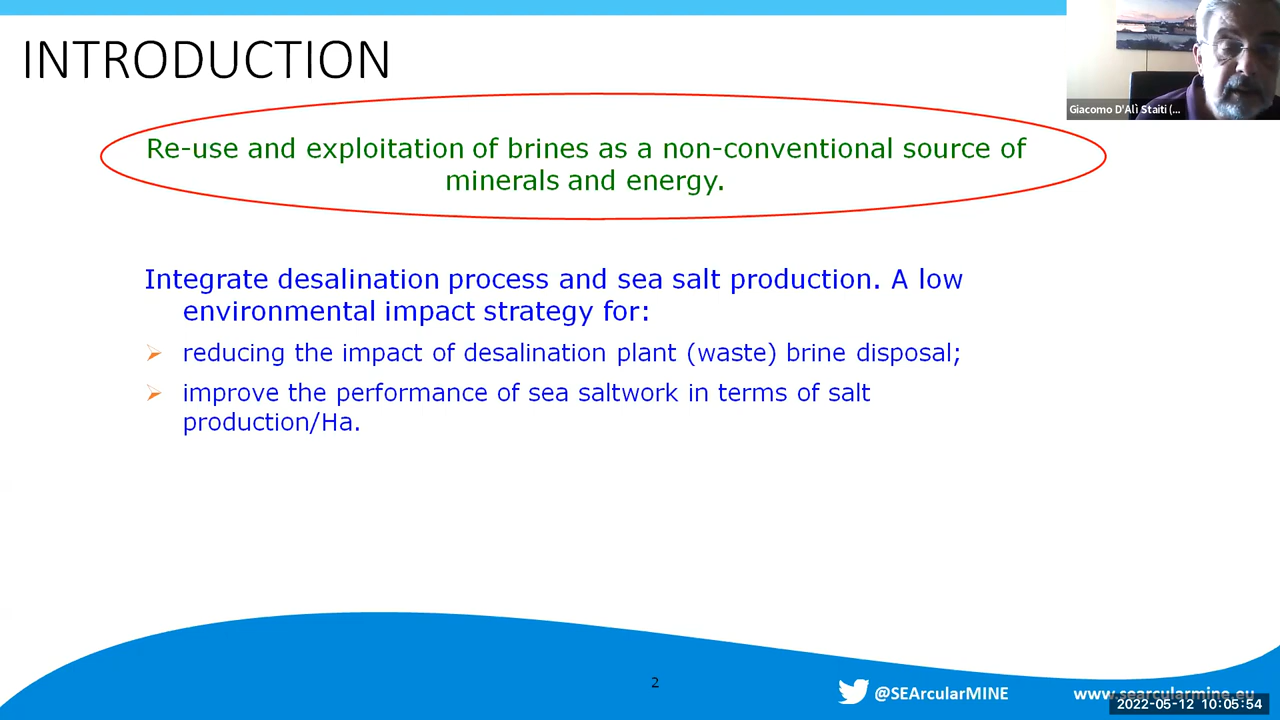 INTRODUCTION
Giacomo D'Alì Staiti (...
Re-use and exploitation of brines as a non-conventional source of
minerals and energy.
Integrate desalination process and sea salt production. A low
environmental impact strategy for:
reducing the impact of desalination plant (waste) brine disposal;
improve the performance of sea saltwork in terms of salt
production/Ha.
2
@SEArcularMINE
www.searcularmine.eu
2022-05-12 10:05:54